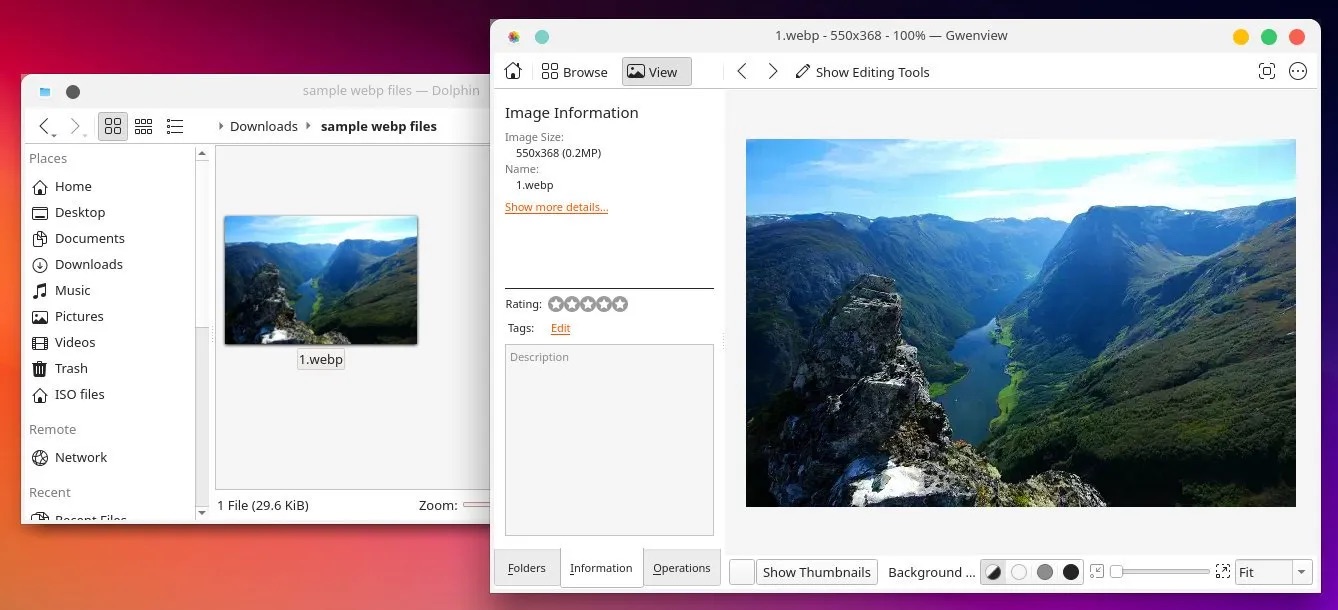 sample webp files — Dolphin
Downloads
sample webp files
Places
Home
Desktop
Documents
Downloads
Music
Pictures
Videos
Trash
ISO files
Remote
Network
Recent
Recent Files
1.webp
1 File (29.6 KiB)
Zoom:
1.webp - 550x368 - 100% — Gwenview
Browse
View
Show Editing Tools
Image Information
Image Size:
550x368 (0.2MP)
Name:
1.webp
Show more details...
Rating:
Tags: Edit
Description
Folders
Information
Operations
Show Thumbnails
Background ...
Fit